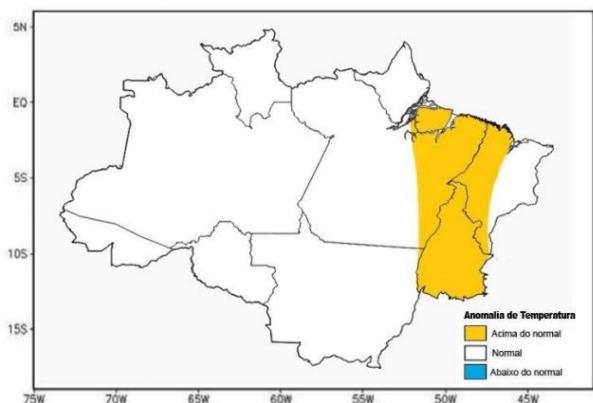 5N
EQ
5S
10S
15S
75W 70W 65W 60W 55W 50W 45W
Anomalia de Temperatura
Acima do normal
Normal
Abaixo do normal